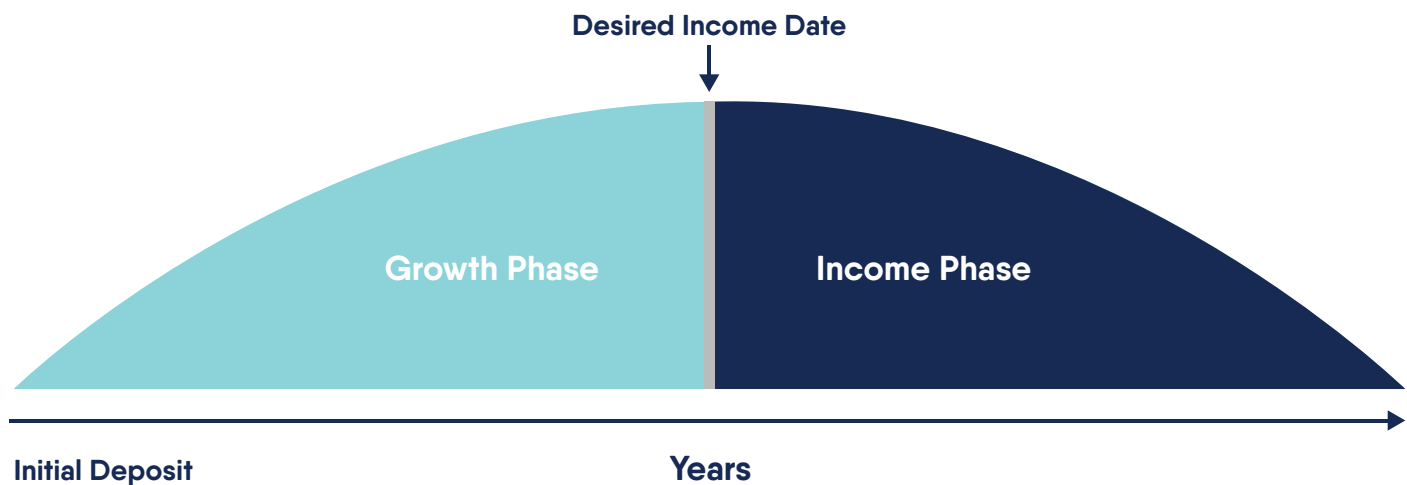 Desired Income Date
Growth Phase
Income Phase
Initial Deposit
Years